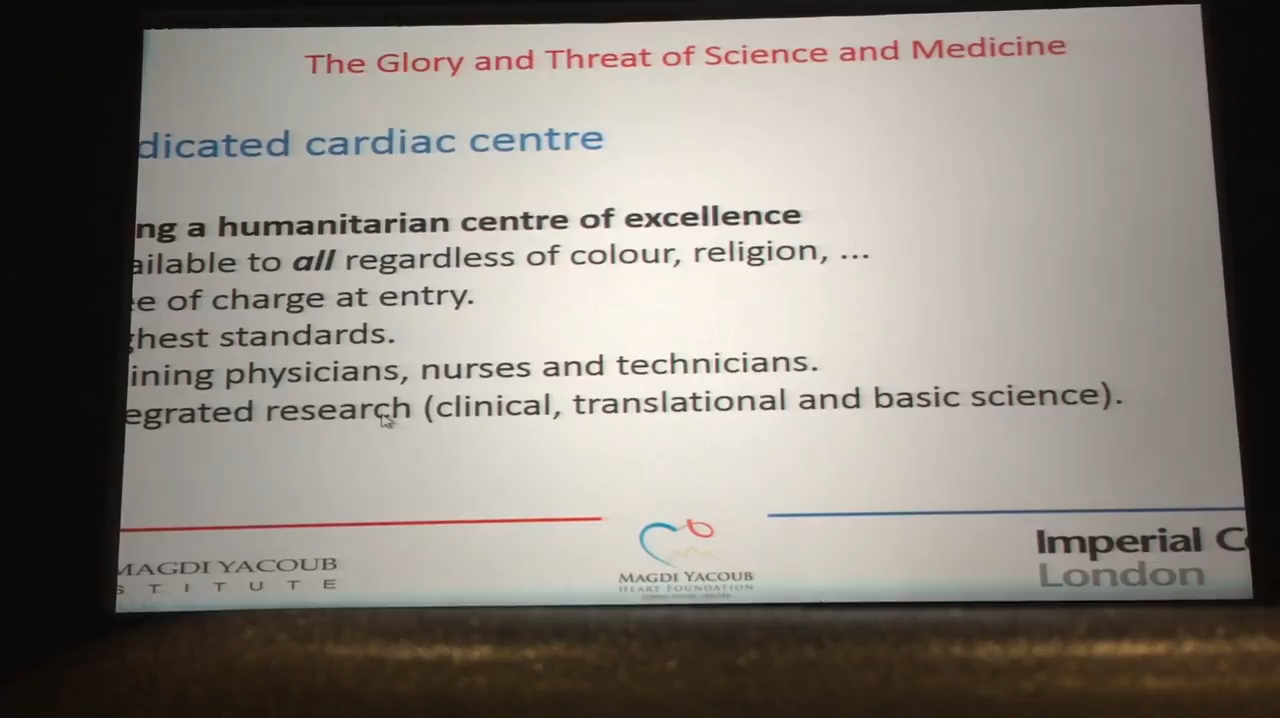 The Glory and Threat of Science and Medicine
dicated cardiac centre
ng a humanitarian centre of excellence
ailable to all regardless of colour, religion, ...
e of charge at entry.
ghest standards.
ining physicians, nurses and technicians.
egrated research (clinical, translational and basic science).
MAGDI YACOUB
STITUTE
MAGDI YACOUB
HEART FOUNDATION
Imperial C
London